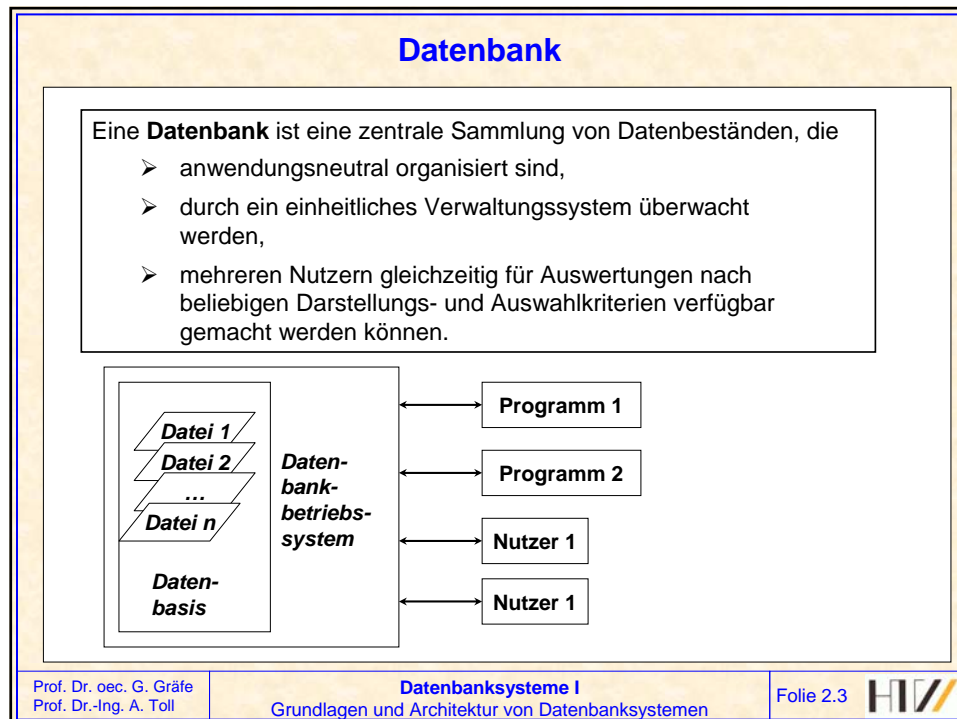 Datenbank
Eine Datenbank ist eine zentrale Sammlung von Datenbeständen, die
➢ anwendungsneutral organisiert sind,
➢ durch ein einheitliches Verwaltungssystem überwacht
werden,
➢ mehreren Nutzern gleichzeitig für Auswertungen nach
beliebigen Darstellungs- und Auswahlkriterien verfügbar
gemacht werden können.
Datei 1
Datei 2
...
Datei n
Daten-
basis
Daten-
bank-
betriebs-
system
Programm 1
Programm 2
Nutzer 1
Nutzer 1
Prof. Dr. oec. G. Gräfe
Prof. Dr.-Ing. A. Toll
Datenbanksysteme I
Grundlagen und Architektur von Datenbanksystemen
Folie 2.3
HTW